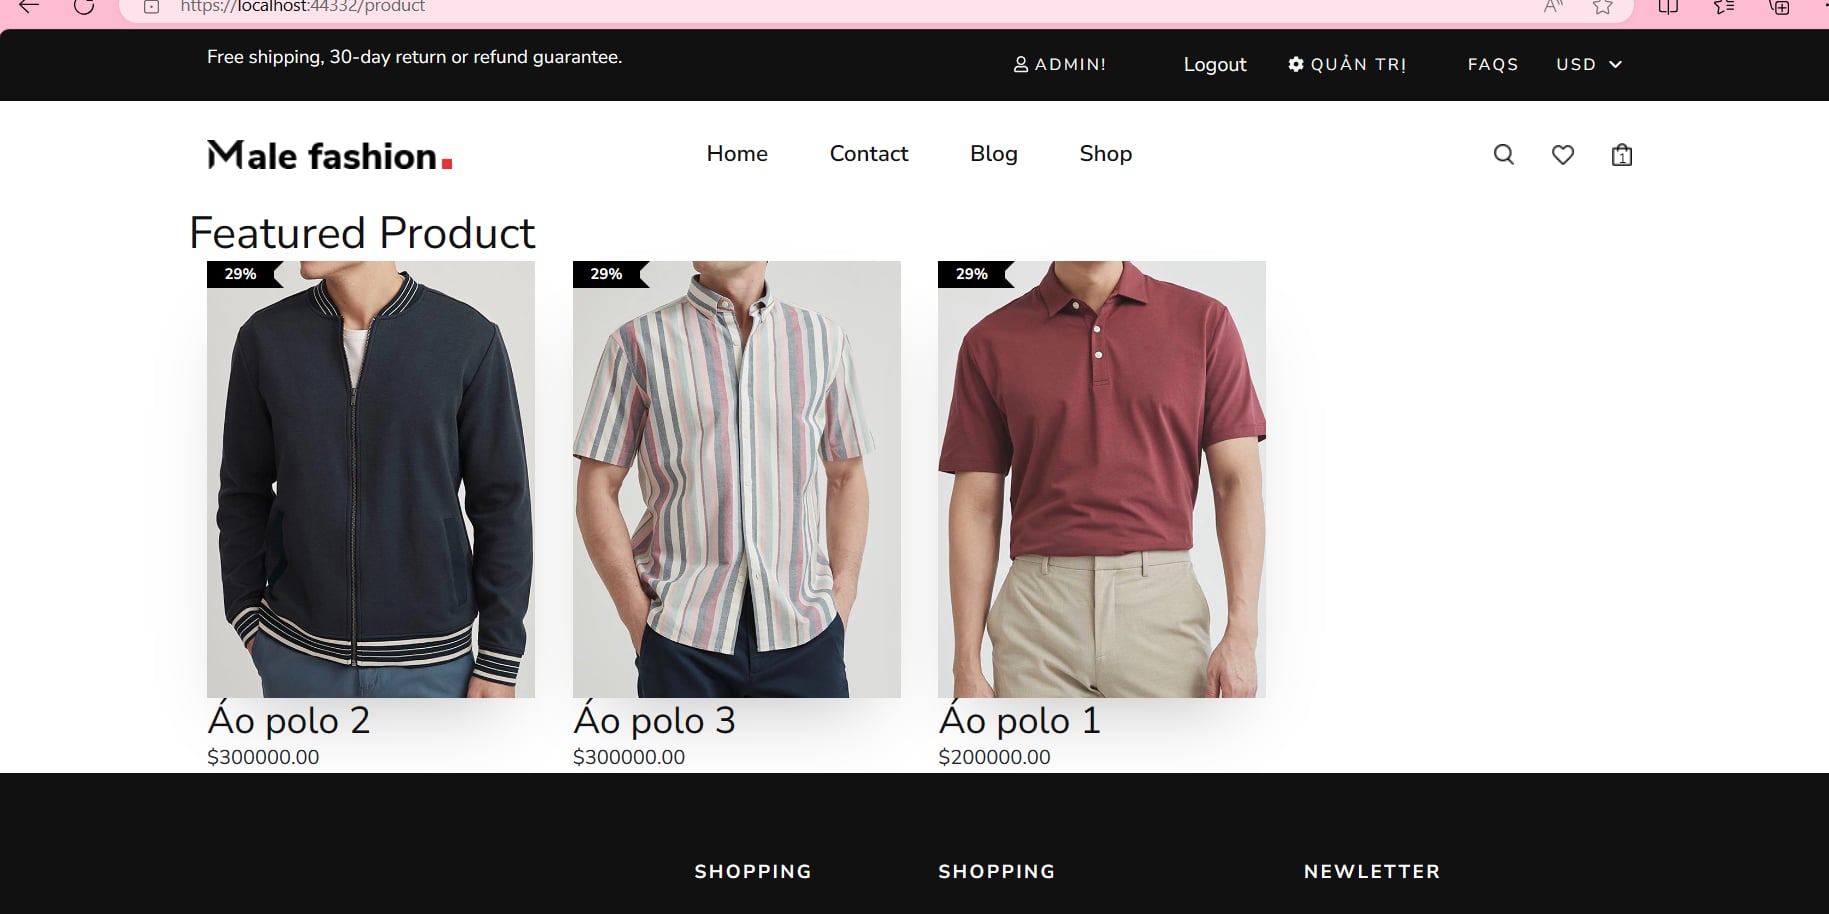 https://localhost:44332/product
Free shipping, 30-day return or refund guarantee.
ADMIN!
Logout
QUẢN TRỊ
FAQS
USD
Male fashion.
Home
Contact
Blog
Shop
1
Featured Product
29%
29%
29%
Áo polo 2
Áo polo 3
Áo polo 1
$300000.00
$300000.00
$200000.00
SHOPPING
SHOPPING
NEWLETTER